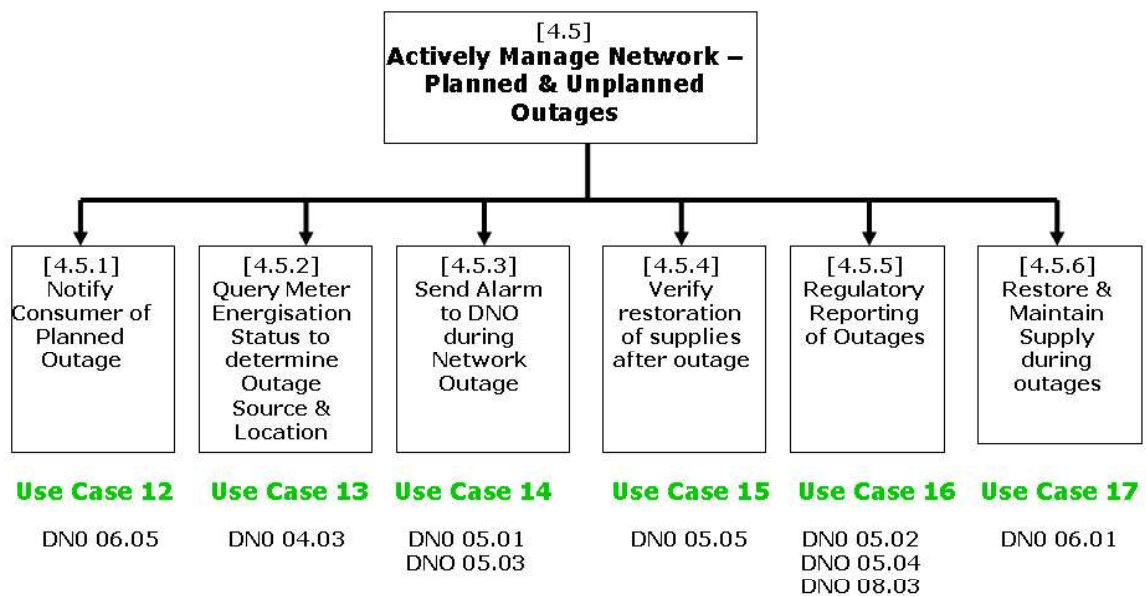 [4.5]
Actively Manage Network –
Planned & Unplanned
Outages
[4.5.1]
Notify
Consumer of
Planned
Outage
[4.5.2]
Query Meter
Energisation
Status to
determine
Outage
Source &
Location
[4.5.3]
Send Alarm
to DNO
during
Network
Outage
[4.5.4]
Verify
restoration
of supplies
after outage
[4.5.5]
Regulatory
Reporting
of Outages
[4.5.6]
Restore &
Maintain
Supply
during
outages
Use Case 12
DN0 06.05
Use Case 13
DN0 04.03
Use Case 14
DN0 05.01
DNO 05.03
Use Case 15
DN0 05.05
Use Case 16
DN0 05.02
DNO 05.04
DNO 08.03
Use Case 17
DN0 06.01